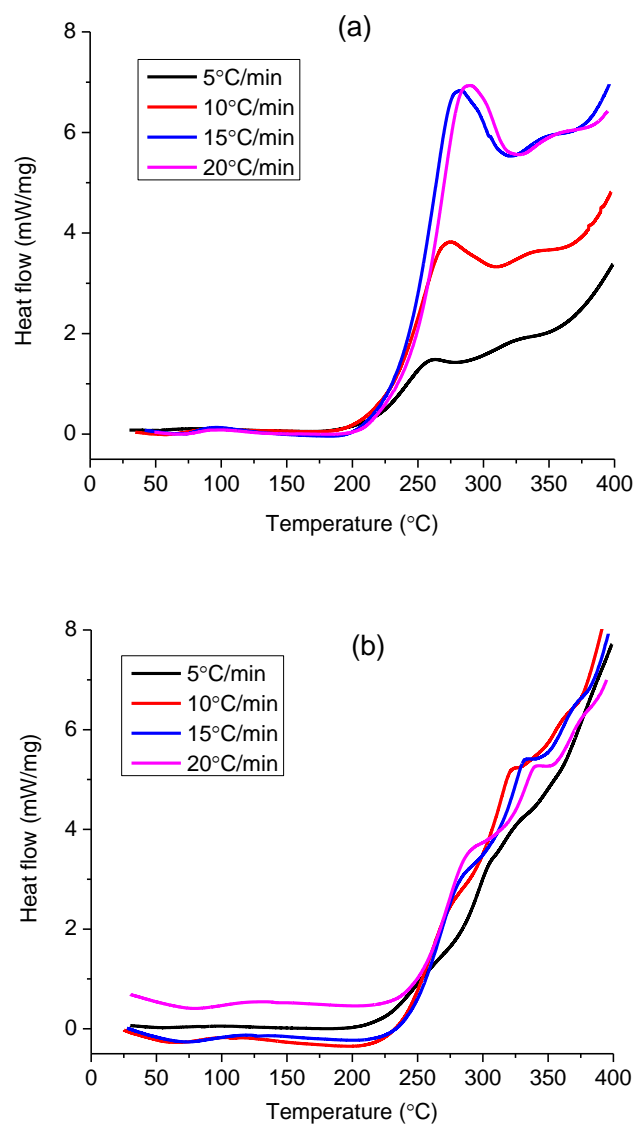 (a)
8
6
4
2
0
Heat flow (mW/mg)
5°C/min
10°C/min
15°C/min
20°C/min
0 50 100 150 200 250 300 350 400
Temperature (°C)
(b)
8
6
4
2
0
Heat flow (mW/mg)
5°C/min
10°C/min
15°C/min
20°C/min
0 50 100 150 200 250 300 350 400
Temperature (°C)